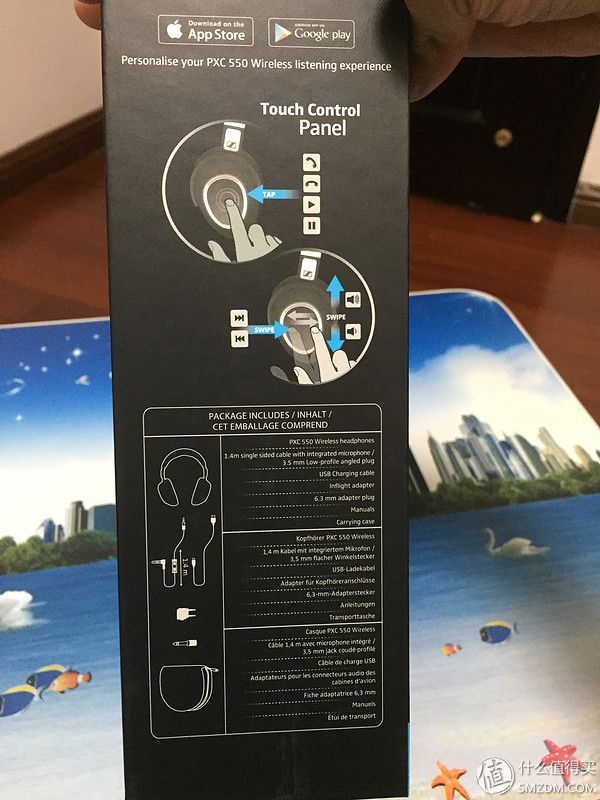 Download on the
App Store
ANDROID APP ON
Google play
Personalise your PXC 550 Wireless listening experience
Touch Control
Panel
TAP
SWIPE
SWIPE
PACKAGE INCLUDES / INHALT /
CET EMBALLAGE COMPREND
PXC 550 Wireless headphones
1.4m single sided cable with integrated microphone /
3.5 mm Low-profile angled plug
USB Charging cable
Inflight adapter
6.3 mm adapter plug
Manuals
Carrying case
1.4 m
Kopfhörer PXC 550 Wireless
1,4 m Kabel mit integriertem Mikrofon /
3,5 mm flacher Winkelstecker
USB-Ladekabel
Adapter für Kopfhöreranschlüsse
6,3-mm-Adapterstecker
Anleitungen
Transporttasche
Casque PXC 550 Wireless
Câble 1,4 m avec microphone intégré /
3,5 mm jack coudé profilé
Câble de charge USB
Adaptateurs pour les connecteurs audio des
cabines d'avion
Fiche adaptatrice 6,3 mm
Manuels
Étui de transport
值 什么值得买
SMZDM.COM